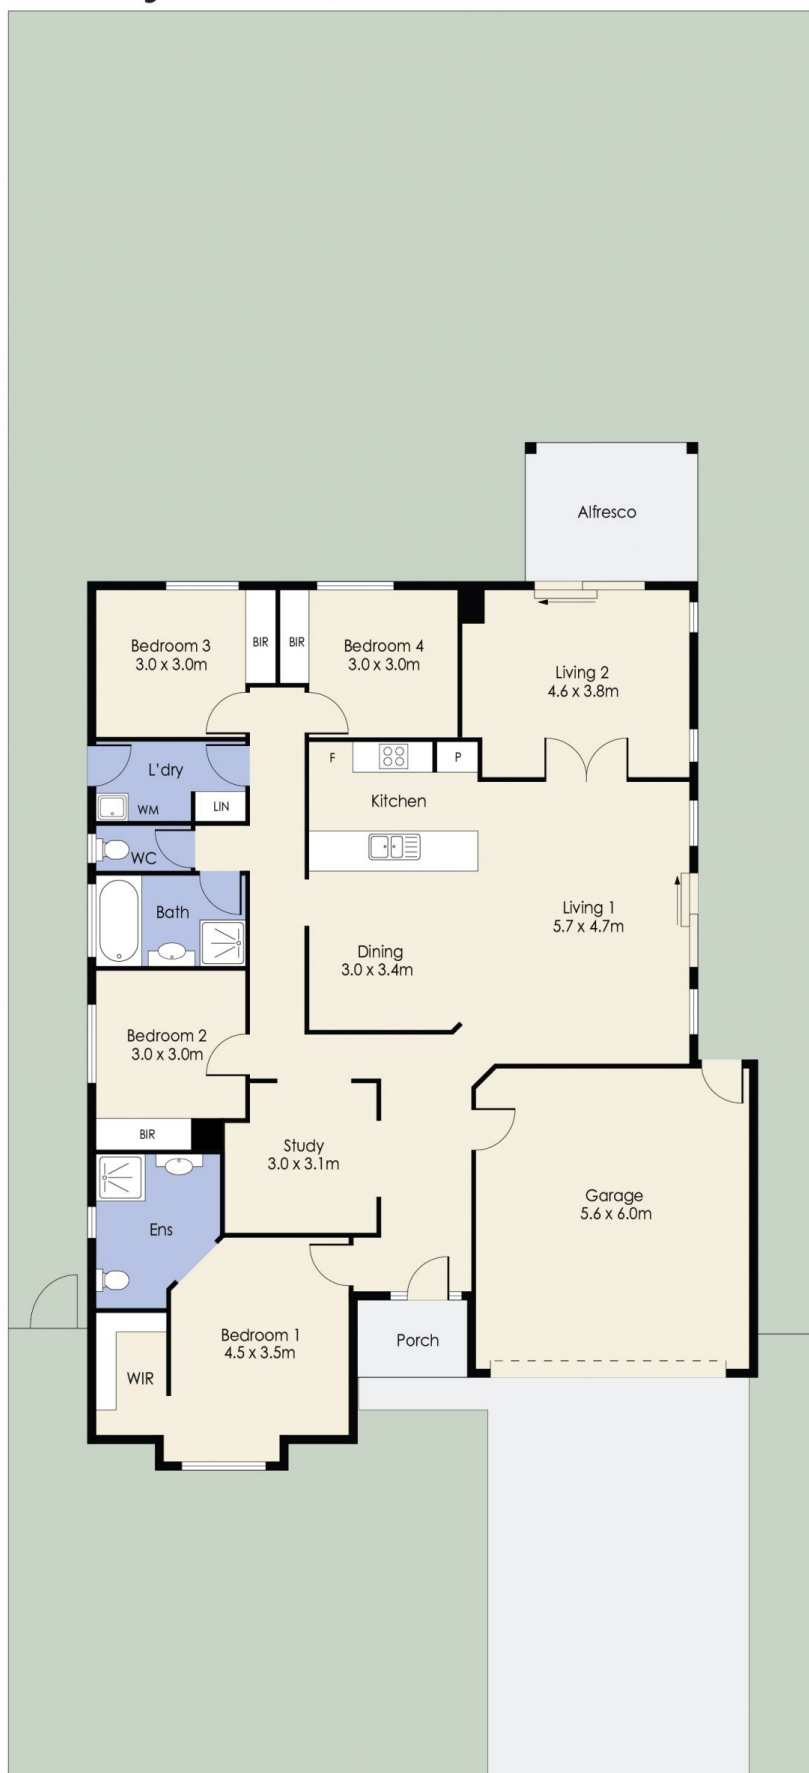 Alfresco
Bedroom 3
3.0 x 3.0m
BIR
BIR
Bedroom 4
3.0 x 3.0m
Living 2
4.6 x 3.8m
L'dry
WM
LIN
F
P
Kitchen
WC
Bath
Living 1
5.7 x 4.7m
Dining
3.0 x 3.4m
Bedroom 2
3.0 x 3.0m
BIR
Study
3.0 x 3.1m
Garage
5.6 x 6.0m
Ens
Bedroom 1
4.5 x 3.5m
Porch
WIR